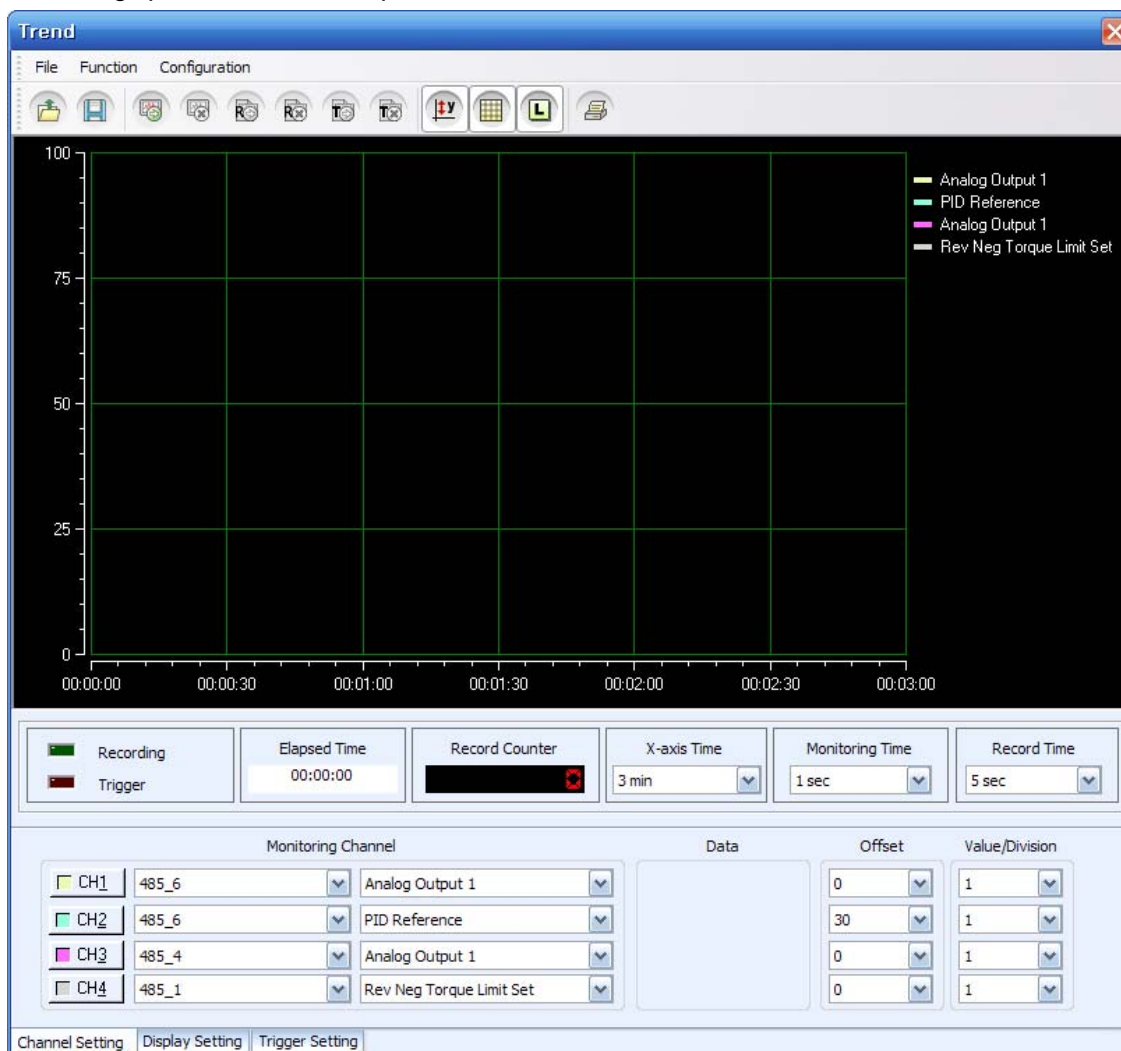 Trend
File Function Configuration
R R T T y L
100
75
50
25
0
Analog Output 1
PID Reference
Analog Output 1
Rev Neg Torque Limit Set
00:00:00 00:00:30 00:01:00 00:01:30 00:02:00 00:02:30 00:03:00
Recording
Trigger
Elapsed Time
00:00:00
Record Counter
0
X-axis Time
3 min
Monitoring Time
1 sec
Record Time
5 sec
Monitoring Channel Data Offset Value/Division
CH1 485_6 Analog Output 1 0 1
CH2 485_6 PID Reference 30 1
CH3 485_4 Analog Output 1 0 1
CH4 485_1 Rev Neg Torque Limit Set 0 1
Channel Setting Display Setting Trigger Setting